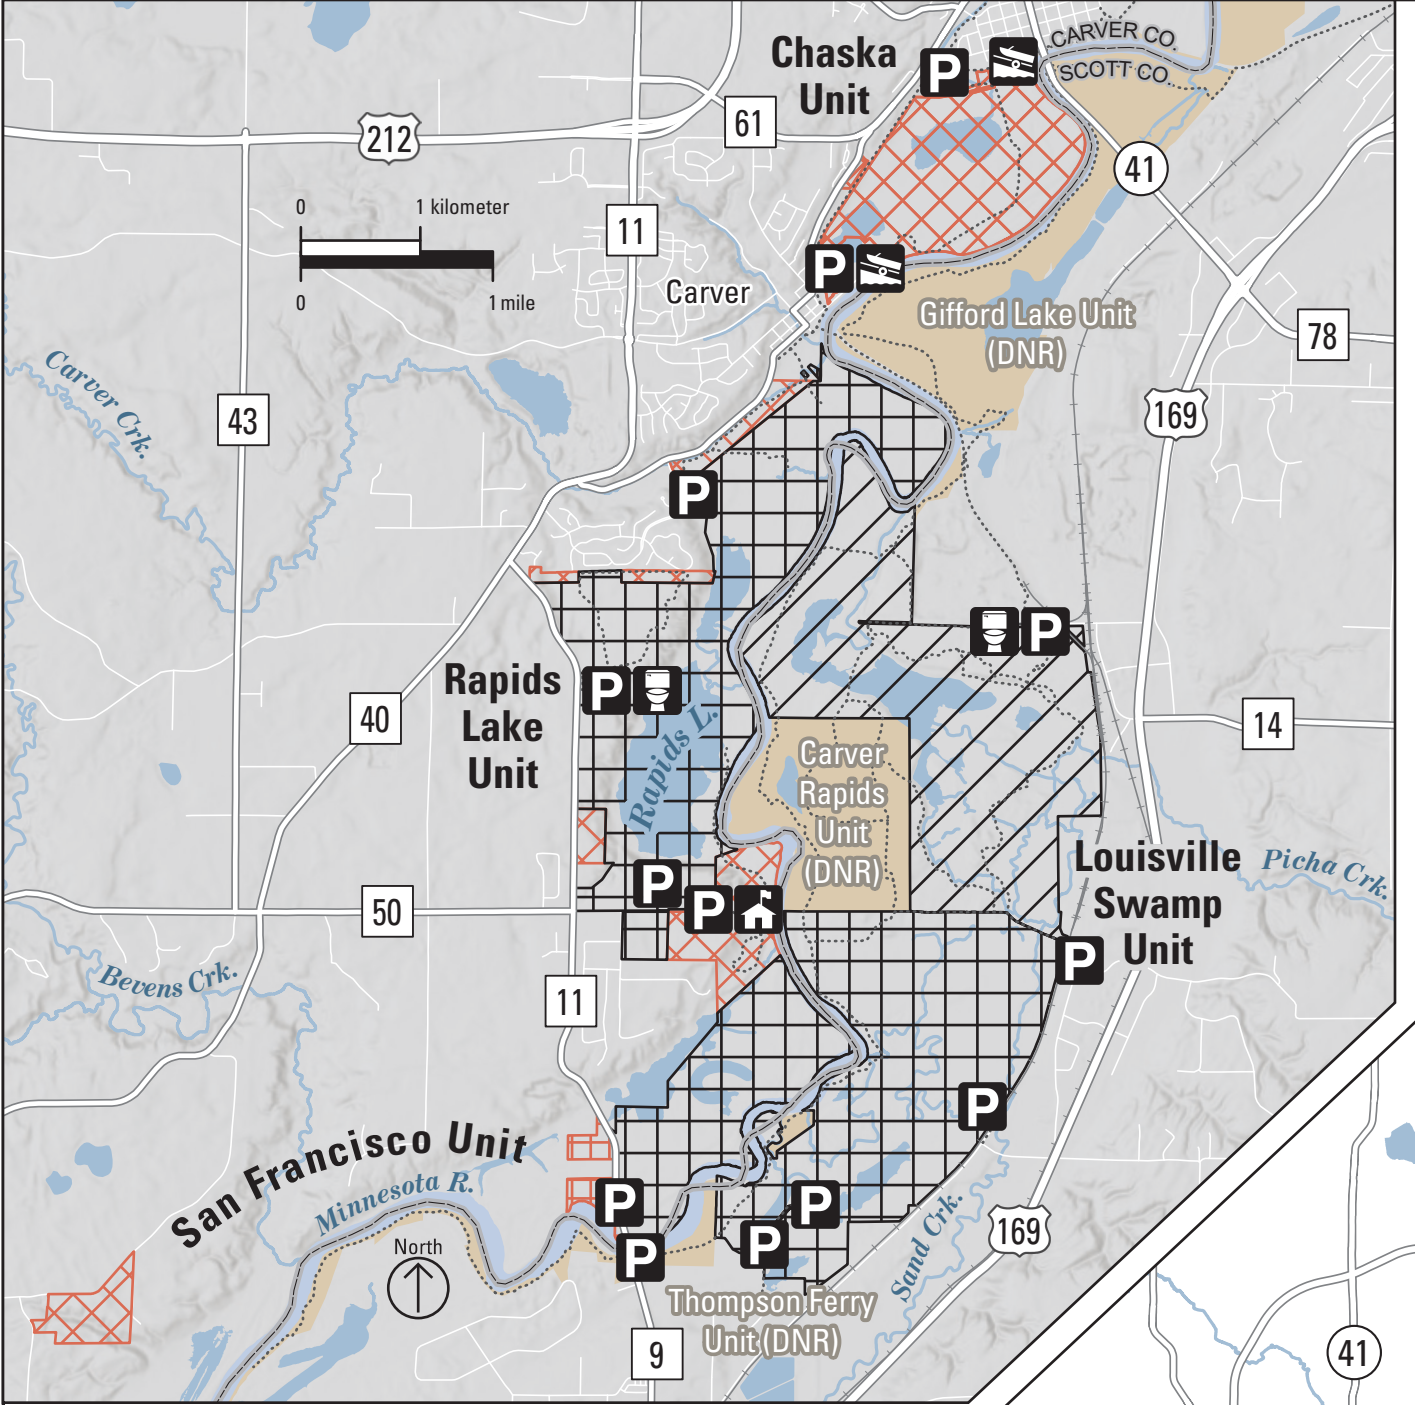 Chaska
Unit
P
CARVER CO.
SCOTT CO.
212
61
41
0
1 kilometer
0
1 mile
11
P
Carver
Gifford Lake Unit
(DNR)
78
Carver Crk.
43
169
P
P
Rapids
Lake
Unit
P
40
14
Rapids L.
Carver
Rapids
Unit
(DNR)
Louisville
Swamp
Unit
Picha Crk.
P
P
50
P
Bevens Crk.
11
P
San Francisco Unit
Minnesota R.
P
P
P
P
Sand Crk.
169
North
Thompson Ferry
Unit (DNR)
9
41